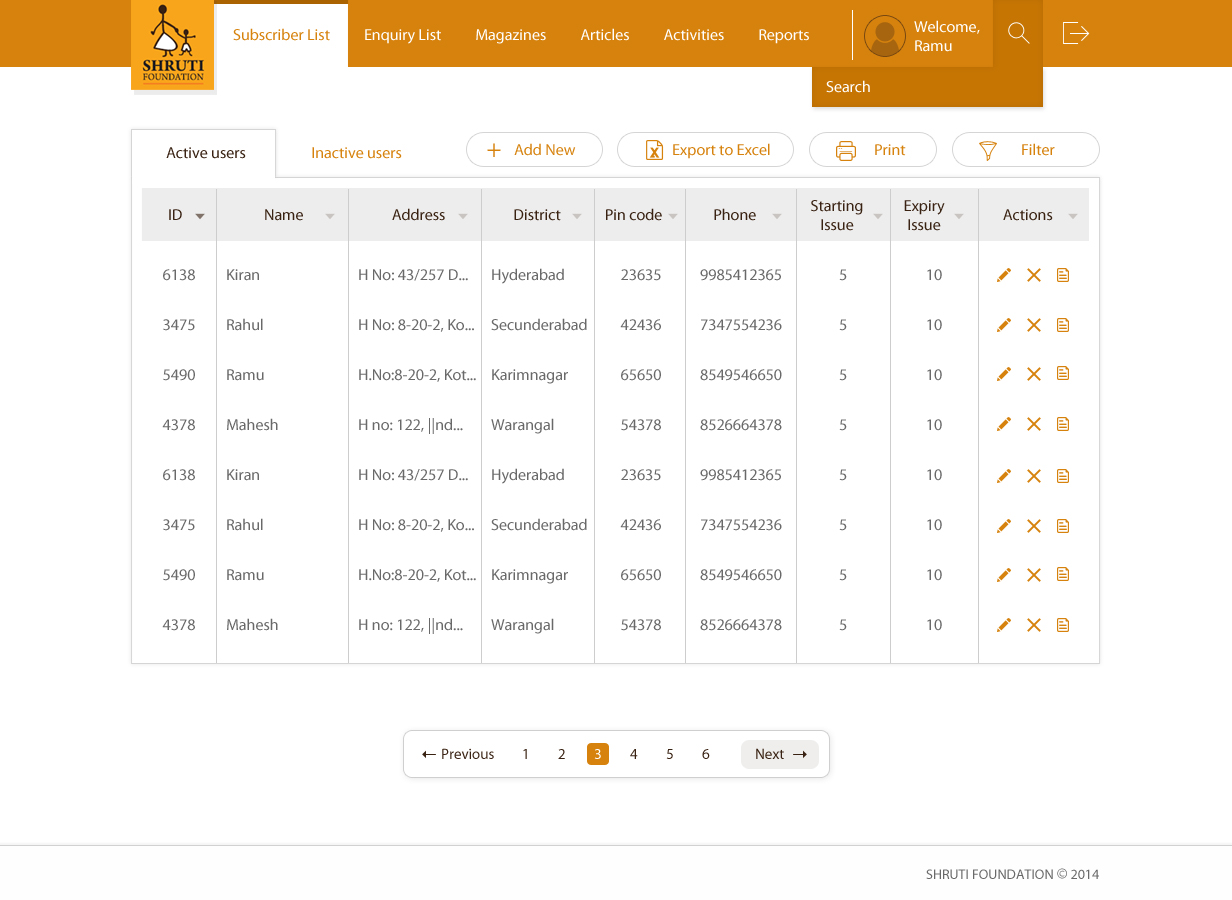 SHRUTI
FOUNDATION
Subscriber List
Enquiry List
Magazines
Articles
Activities
Reports
Welcome,
Ramu
Search
Active users
Inactive users
Add New
Export to Excel
Print
Filter
ID Name Address District Pin code Phone Starting Issue Expiry Issue Actions
6138 Kiran H No: 43/257 D... Hyderabad 23635 9985412365 5 10
3475 Rahul H No: 8-20-2, Ko... Secunderabad 42436 7347554236 5 10
5490 Ramu H.No:8-20-2, Kot... Karimnagar 65650 8549546650 5 10
4378 Mahesh H no: 122, ||nd... Warangal 54378 8526664378 5 10
6138 Kiran H No: 43/257 D... Hyderabad 23635 9985412365 5 10
3475 Rahul H No: 8-20-2, Ko... Secunderabad 42436 7347554236 5 10
5490 Ramu H.No:8-20-2, Kot... Karimnagar 65650 8549546650 5 10
4378 Mahesh H no: 122, ||nd... Warangal 54378 8526664378 5 10
← Previous 1 2 3 4 5 6 Next →
SHRUTI FOUNDATION © 2014